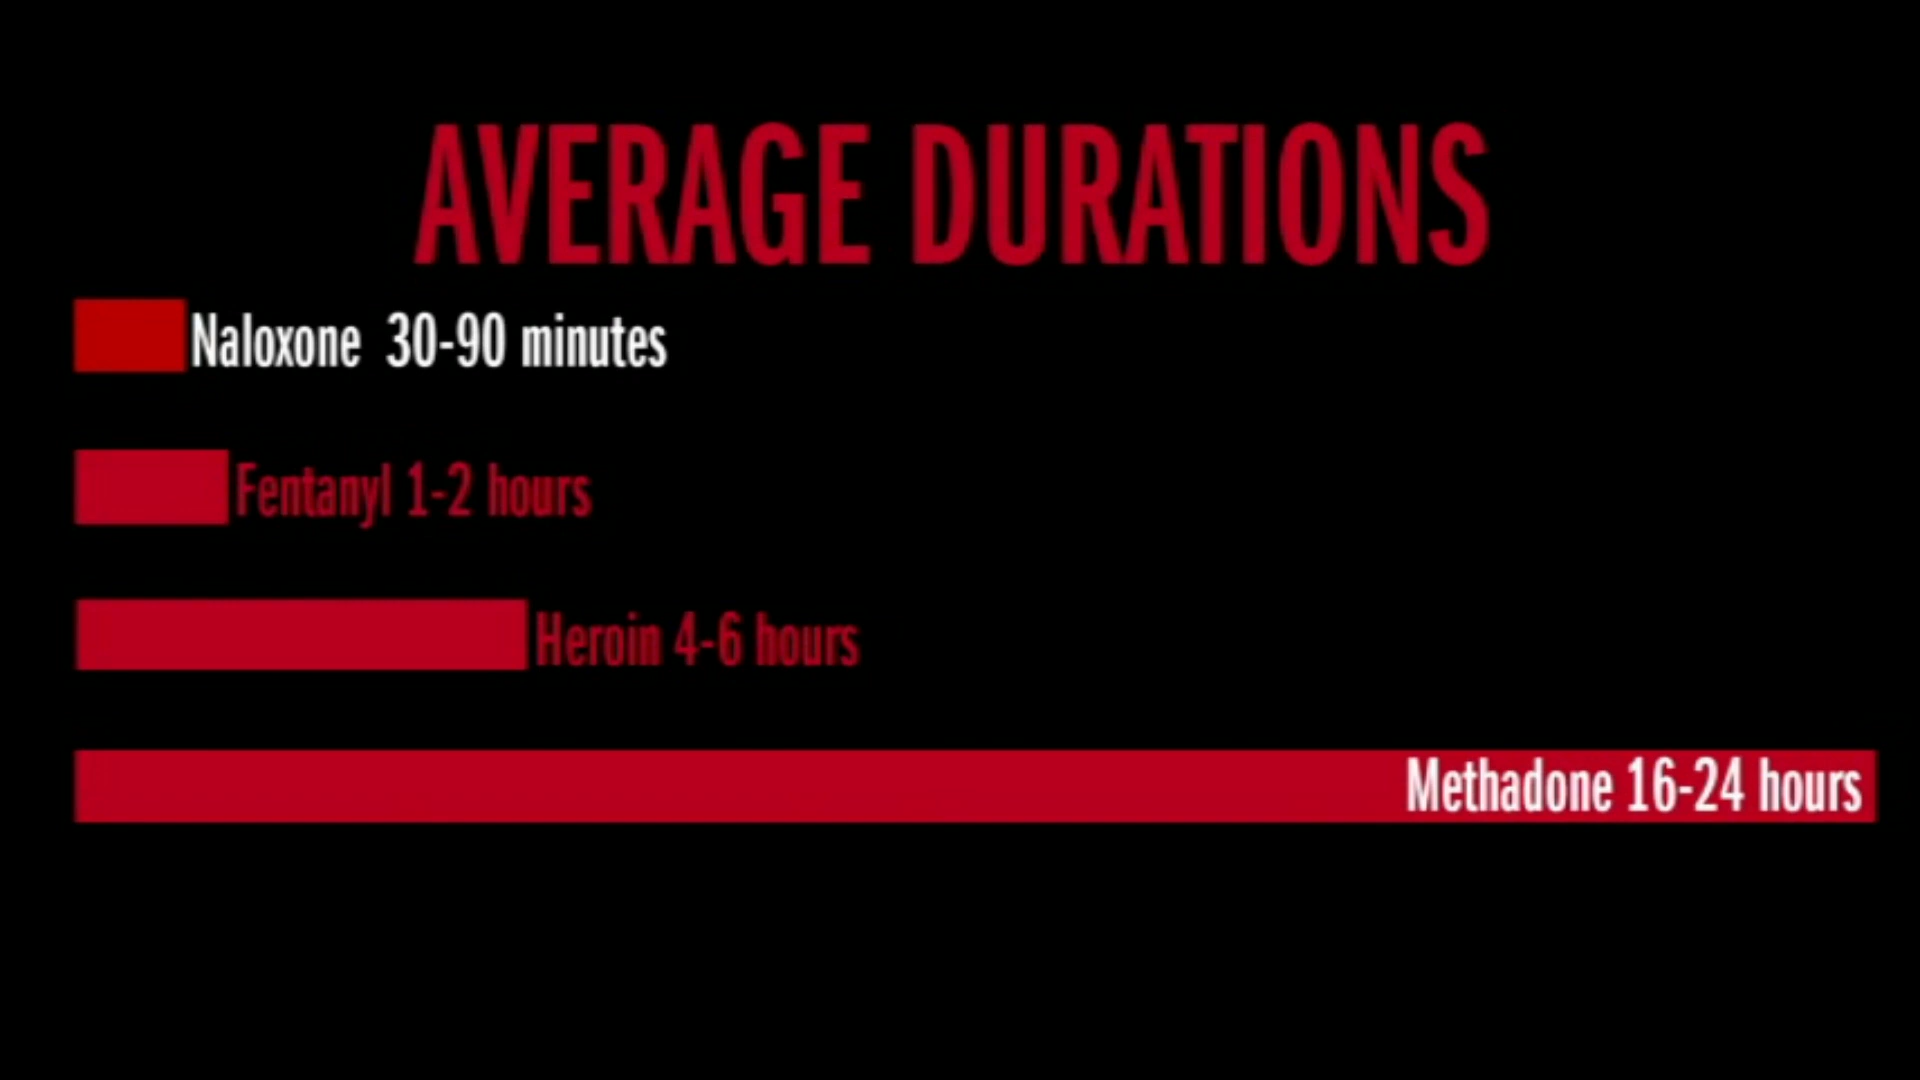 AVERAGE DURATIONS
Naloxone 30-90 minutes
Fentanyl 1-2 hours
Heroin 4-6 hours
Methadone 16-24 hours